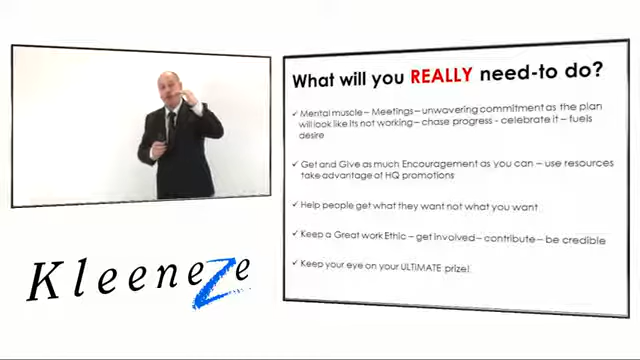 What will you REALLY need-to do?
✓ Mental muscle – Meetings – unwavering commitment as the plan
will look like Its not working – chase progress - celebrate it – fuels
desire
✓ Get and Give as much Encouragement as you can – use resources
take advantage of HQ promotions
✓ Help people get what they want not what you want
✓ Keep a Great work Ethic – get involved – contribute – be credible
✓ Keep your eye on your ULTIMATE prize!
Kleeneze